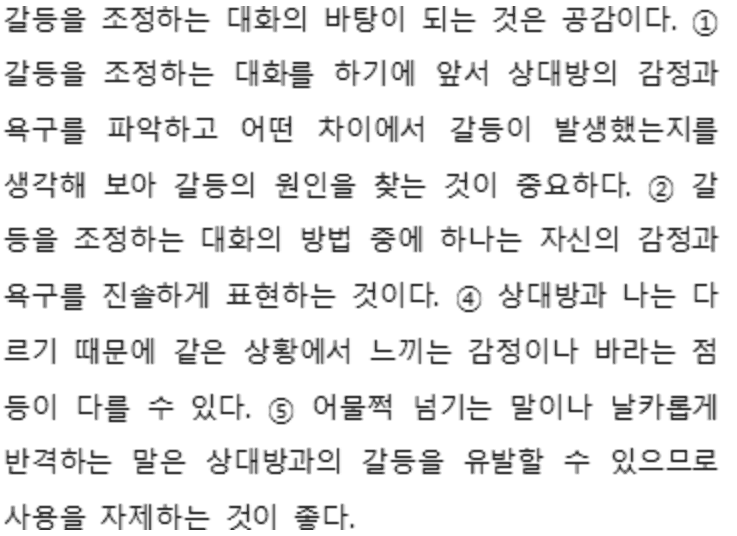 갈등을 조정하는 대화의 바탕이 되는 것은 공감이다. ①
갈등을 조정하는 대화를 하기에 앞서 상대방의 감정과
욕구를 파악하고 어떤 차이에서 갈등이 발생했는지를
생각해 보아 갈등의 원인을 찾는 것이 중요하다. ② 갈
등을 조정하는 대화의 방법 중에 하나는 자신의 감정과
욕구를 진솔하게 표현하는 것이다. ④ 상대방과 나는 다
르기 때문에 같은 상황에서 느끼는 감정이나 바라는 점
등이 다를 수 있다. ⑤ 어물쩍 넘기는 말이나 날카롭게
반격하는 말은 상대방과의 갈등을 유발할 수 있으므로
사용을 자제하는 것이 좋다.